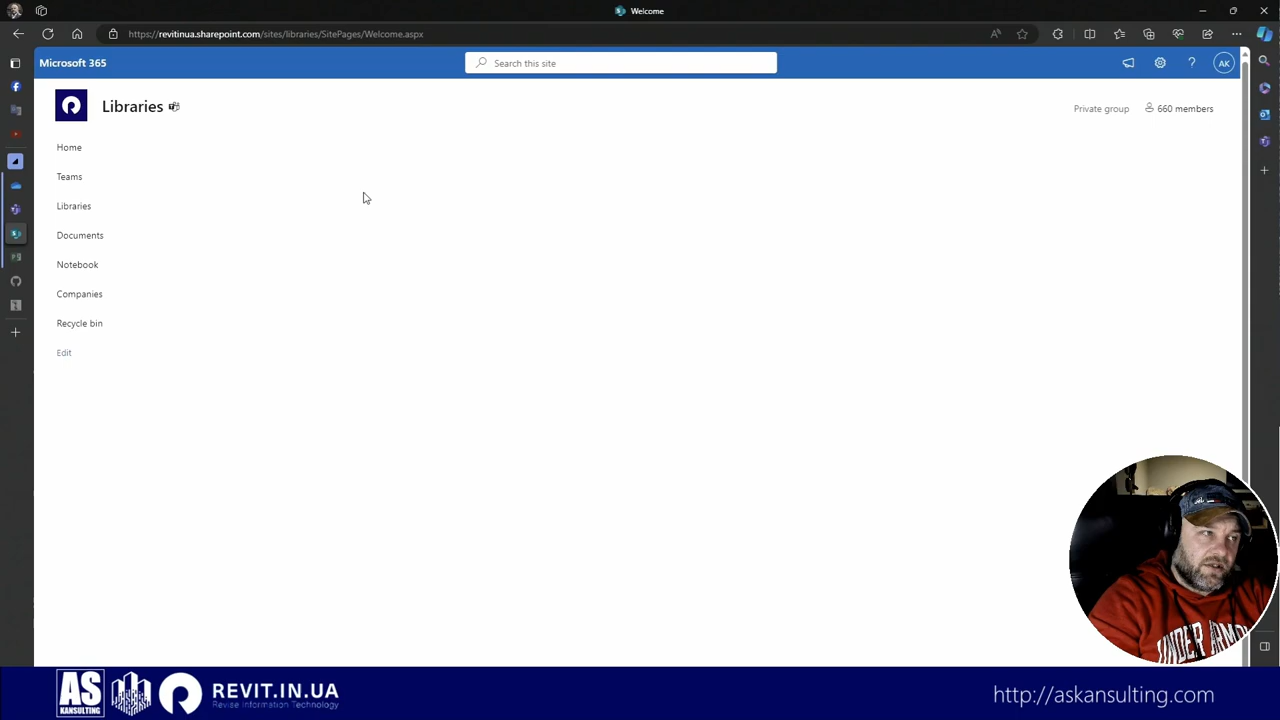 Welcome
https://revitinua.sharepoint.com/sites/libraries/SitePages/Welcome.aspx
Microsoft 365
Search this site
AK
Libraries
Private group
660 members
Home
Teams
Libraries
Documents
Notebook
Companies
Recycle bin
Edit
UNDER ARMOUR
AS
KANSULTING
REVIT.IN.UA
Revise Information Technology
http://askansulting.com